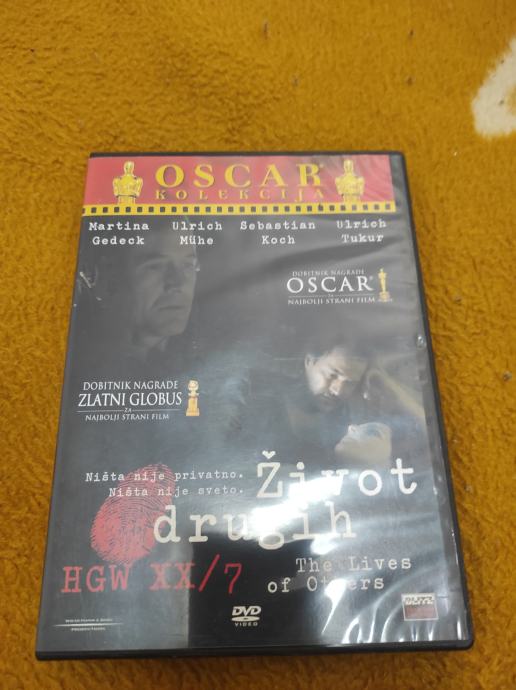 OSCAR
KOLEKCIJA
Martina Ulrich Sebastian Ulrich
Gedeck Mühe Koch Tukur
DOBITNIK NAGRADE
OSCAR
ZA
NAJBOLJI STRANI FILM
DOBITNIK NAGRADE
ZLATNI GLOBUS
ZA
NAJBOLJI STRANI FILM
Ništa nije privatno.
Ništa nije sveto.
Život
drugih
HGW XX/7
The Lives
of Others
DVD
VIDEO